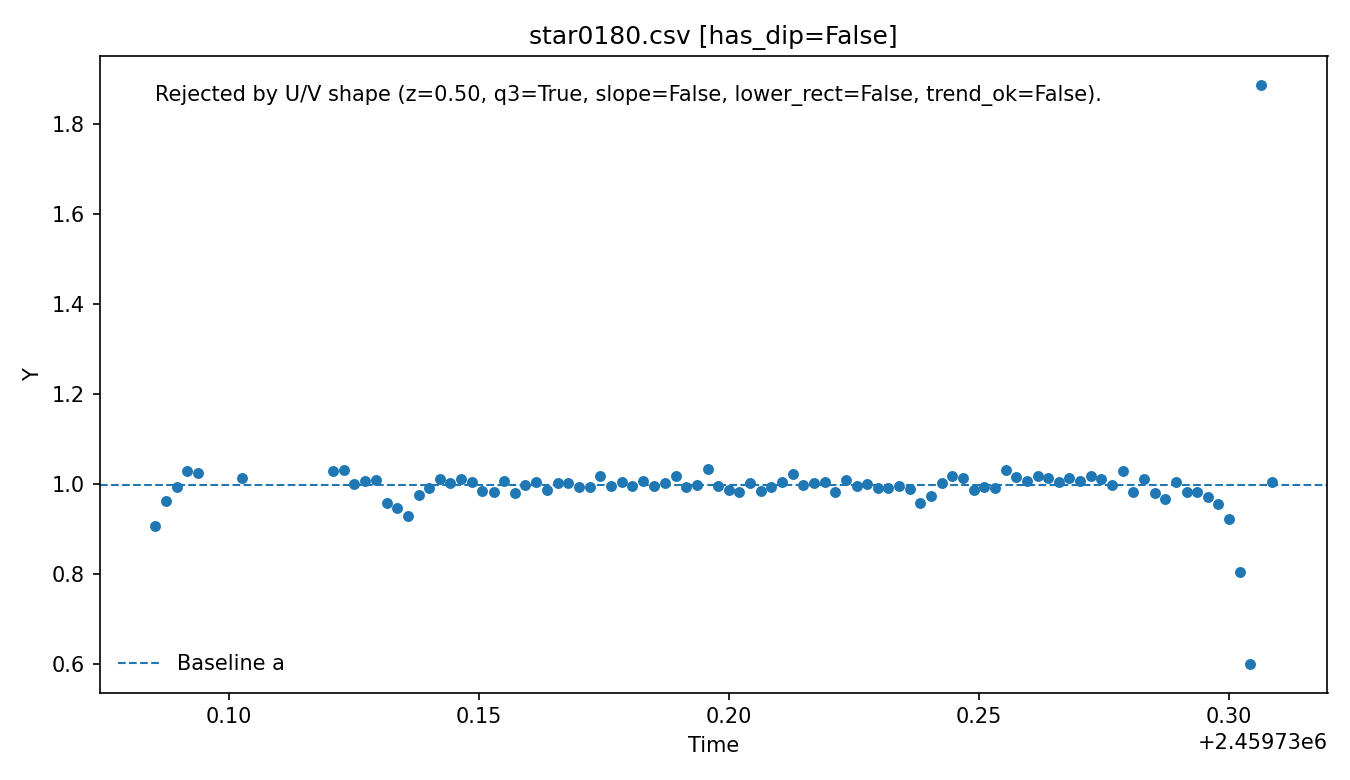 star0180.csv [has_dip=False]
Rejected by U/V shape (z=0.50, q3=True, slope=False, lower_rect=False, trend_ok=False).
1.8
1.6
1.4
1.2
1.0
0.8
0.6
Y
Baseline a
0.10 0.15 0.20 0.25 0.30
Time
+2.45973e6